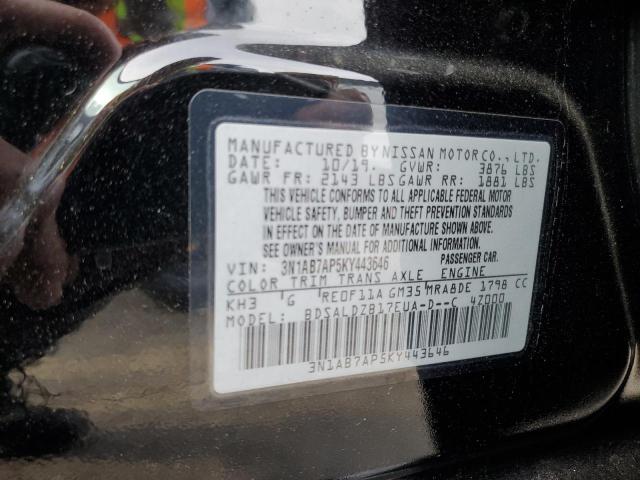 MANUFACTURED BY NISSAN MOTOR CO., LTD.
DATE: 10/19 GVWR: 3876 LBS
GAWR FR: 2143 LBS GAWR RR: 1881 LBS
THIS VEHICLE CONFORMS TO ALL APPLICABLE FEDERAL MOTOR
VEHICLE SAFETY, BUMPER AND THEFT PREVENTION STANDARDS
IN EFFECT ON THE DATE OF MANUFACTURE SHOWN ABOVE.
SEE OWNER'S MANUAL FOR ADDITIONAL INFORMATION.
VIN: 3N1AB7AP5KY443646 PASSENGER CAR.
COLOR TRIM TRANS AXLE ENGINE
KH3 G RE0F11A GM35 MRA8DE 1798 CC
MODEL: BDSALDZB17EUA-D--C 4Z000
3N1AB7AP5KY443646